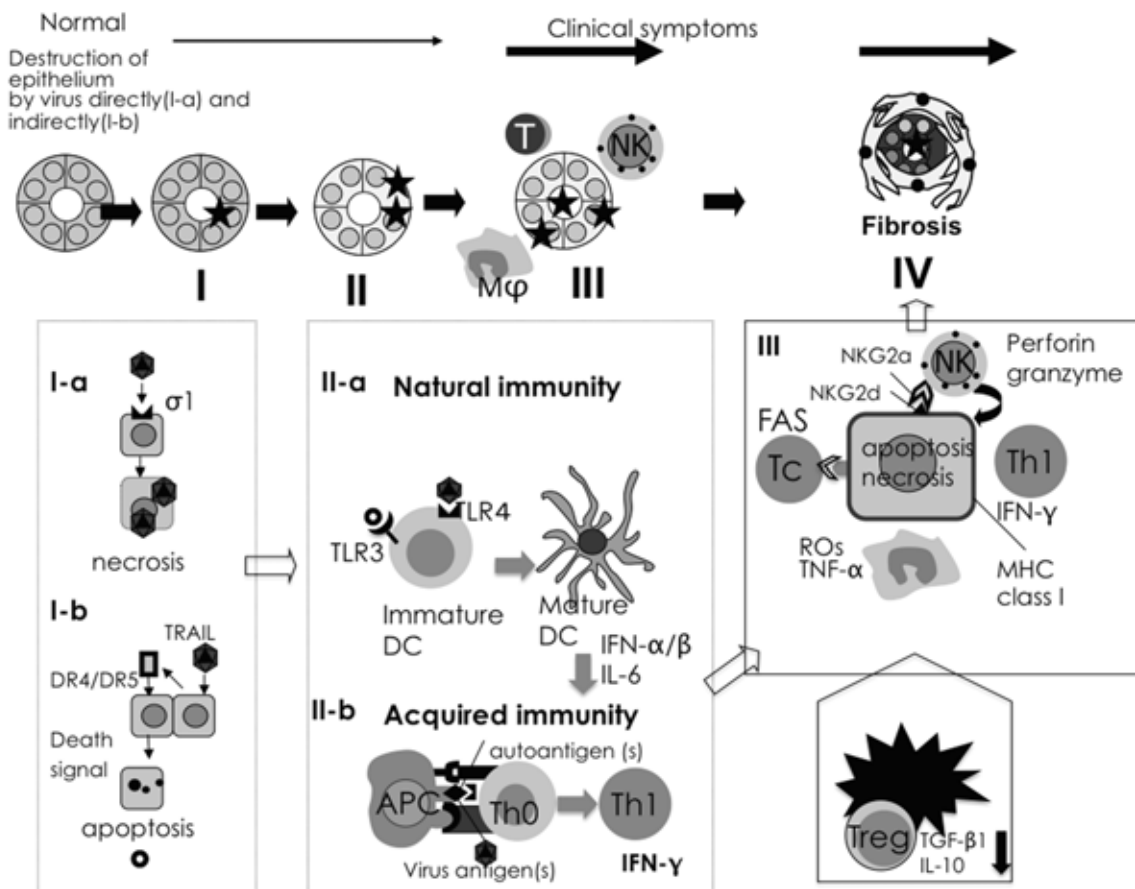 Normal
Clinical symptoms
Destruction of
epithelium
by virus directly(I-a) and
indirectly(I-b)
T
NK
Mφ
Fibrosis
I
II
III
IV
I-a
σ1
necrosis
I-b
TRAIL
DR4/DR5
Death
signal
apoptosis
II-a
Natural immunity
TLR4
TLR3
Immature
DC
Mature
DC
IFN-α/β
IL-6
II-b
Acquired immunity
autoantigen (s)
APC
Th0
Th1
Virus antigen(s)
IFN-γ
III
NKG2a
NK
Perforin
granzyme
NKG2d
FAS
Tc
apoptosis
necrosis
Th1
IFN-γ
ROs
TNF-α
MHC
class I
Treg
TGF-β1
IL-10